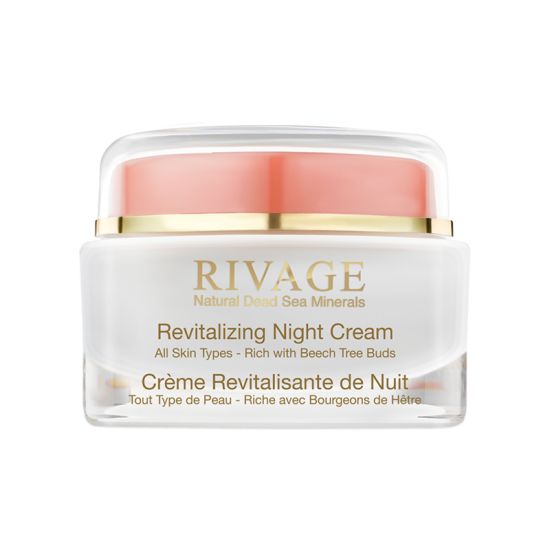 RIVAGE
Natural Dead Sea Minerals
Revitalizing Night Cream
All Skin Types - Rich with Beech Tree Buds
Crème Revitalisante de Nuit
Tout Type de Peau - Riche avec Bourgeons de Hêtre